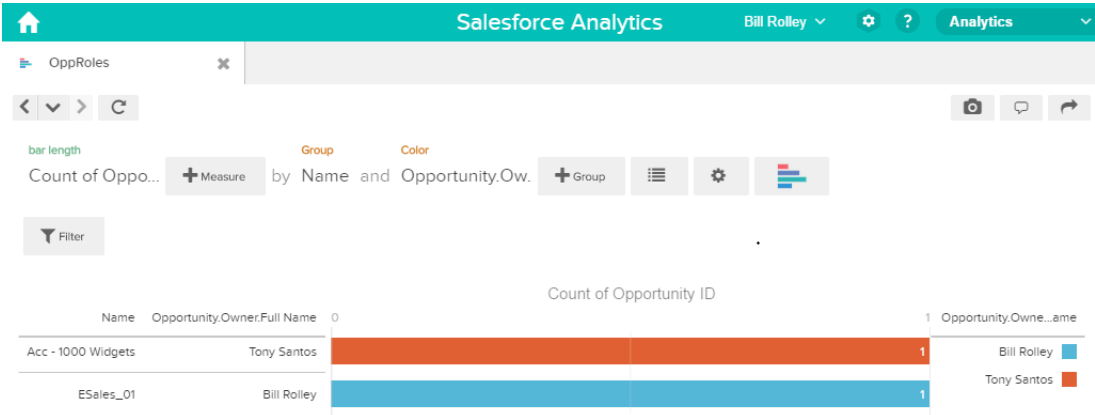 Salesforce Analytics Bill Rolley ? Analytics
OppRoles
bar length Group Color
Count of Oppo... + Measure by Name and Opportunity.Ow. + Group
Filter
Count of Opportunity ID
Name Opportunity.Owner.Full Name 0 1 Opportunity.Owne...ame
Acc - 1000 Widgets Tony Santos 1 Bill Rolley
Tony Santos
ESales_01 Bill Rolley 1